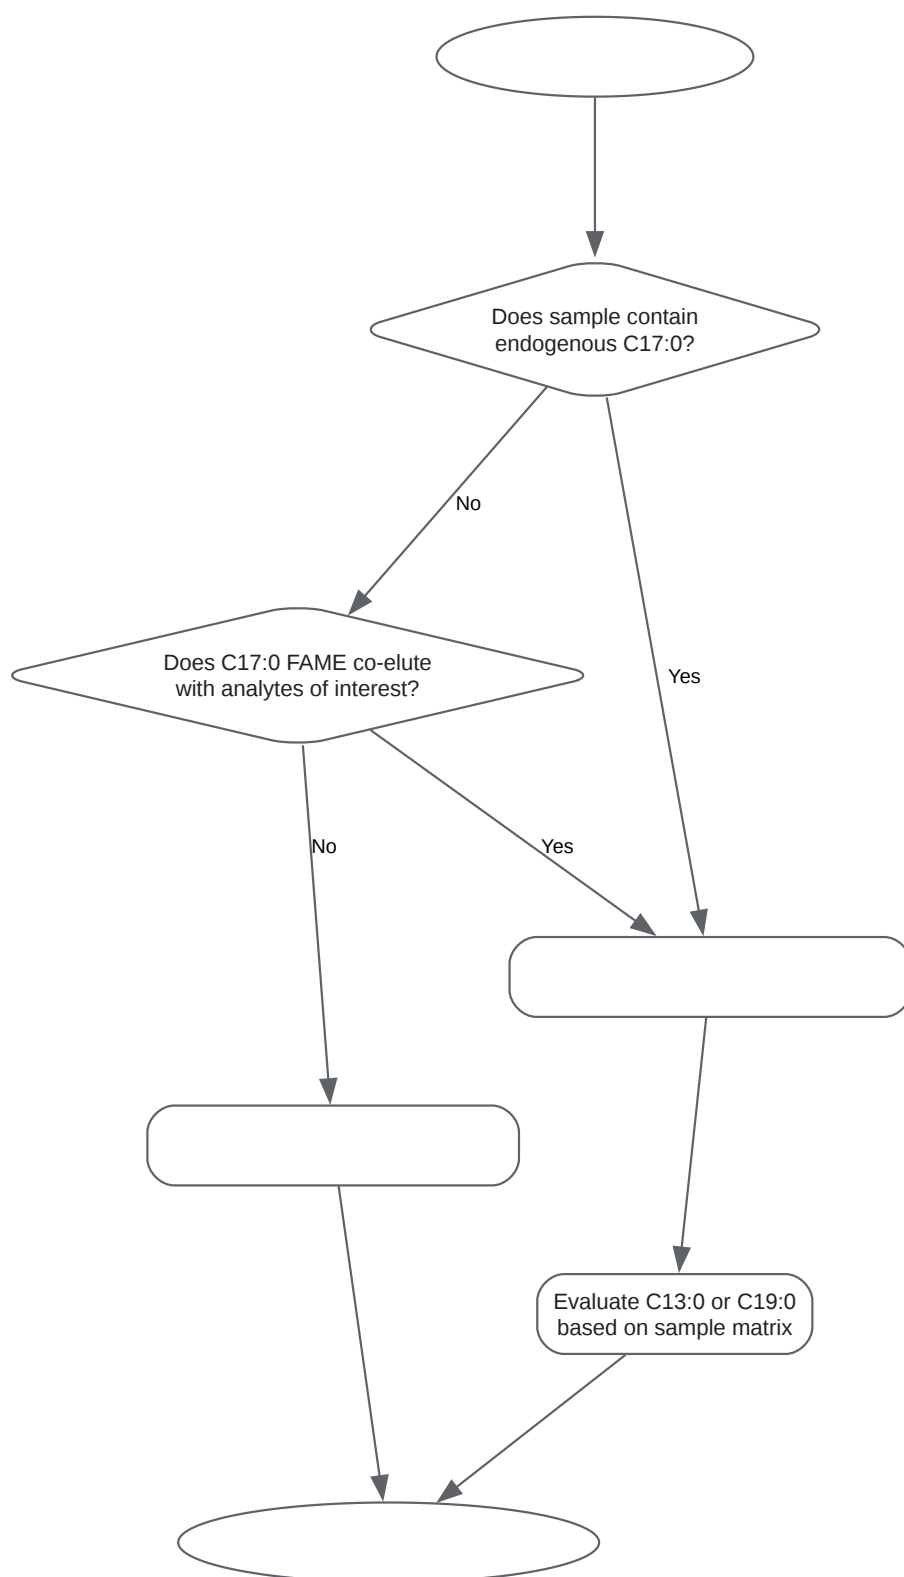 Does sample contain
endogenous C17:0?
No
Does C17:0 FAME co-elute
with analytes of interest?
Yes
No
Yes
Evaluate C13:0 or C19:0
based on sample matrix